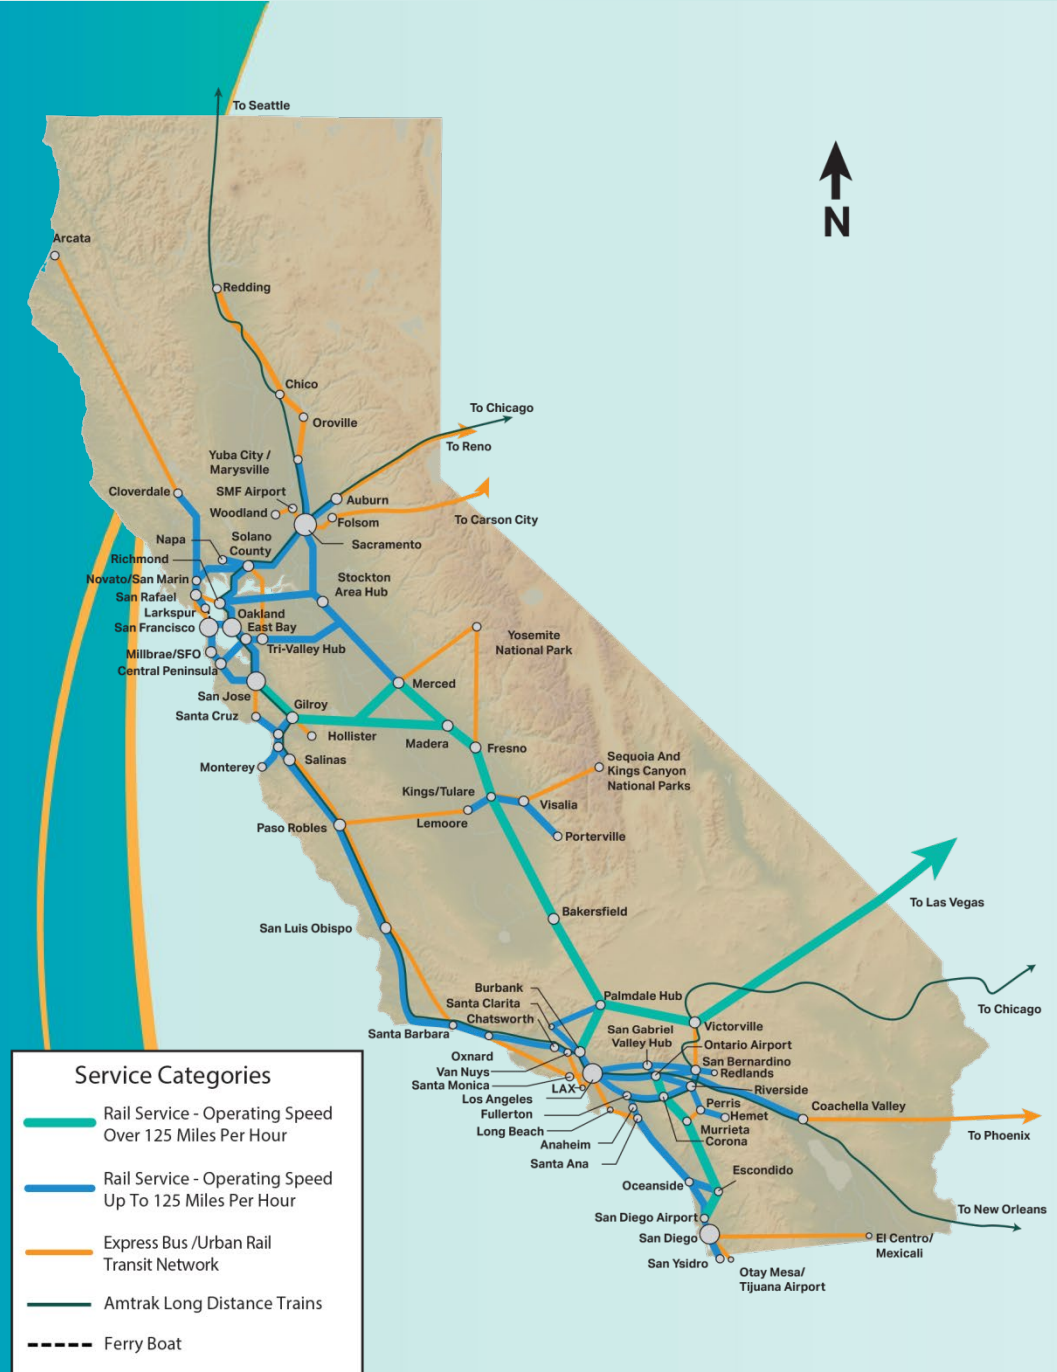 To Seattle
N
Arcata
Redding
Chico
Oroville
To Chicago
To Reno
Yuba City /
Marysville
SMF Airport
Woodland
Auburn
Folsom
To Carson City
Cloverdale
Sacramento
Napa
Solano
County
Richmond
Novato/San Marin
San Rafael
Larkspur
San Francisco
Oakland
East Bay
Stockton
Area Hub
Tri-Valley Hub
Millbrae/SFO
Central Peninsula
San Jose
Yosemite
National Park
Merced
Santa Cruz
Gilroy
Hollister
Madera
Fresno
Monterey
Salinas
Kings/Tulare
Sequoia And
Kings Canyon
National Parks
Visalia
Lemoore
Porterville
Paso Robles
Bakersfield
San Luis Obispo
To Las Vegas
Burbank
Santa Clarita
Chatsworth
Palmdale Hub
To Chicago
Santa Barbara
San Gabriel
Valley Hub
Victorville
Ontario Airport
Oxnard
Van Nuys
Santa Monica
LAX
Los Angeles
Fullerton
Long Beach
Anaheim
Santa Ana
San Bernardino
Redlands
Riverside
Perris
Hemet
Murrieta
Corona
Coachella Valley
To Phoenix
Oceanside
Escondido
San Diego Airport
San Diego
San Ysidro
Otay Mesa/
Tijuana Airport
El Centro/
Mexicali
To New Orleans
Service Categories
Rail Service - Operating Speed
Over 125 Miles Per Hour
Rail Service - Operating Speed
Up To 125 Miles Per Hour
Express Bus /Urban Rail
Transit Network
Amtrak Long Distance Trains
Ferry Boat